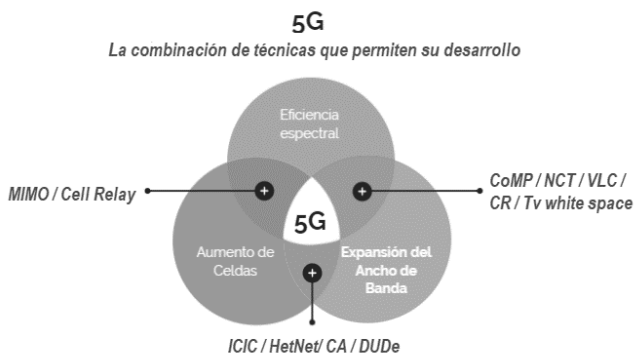 5G
La combinación de técnicas que permiten su desarrollo
Eficiencia
espectral
MIMO / Cell Relay
CoMP / NCT / VLC /
CR / Tv white space
5G
Aumento de
Celdas
Expansión del
Ancho de
Banda
ICIC / HetNet/ CA / DUDe